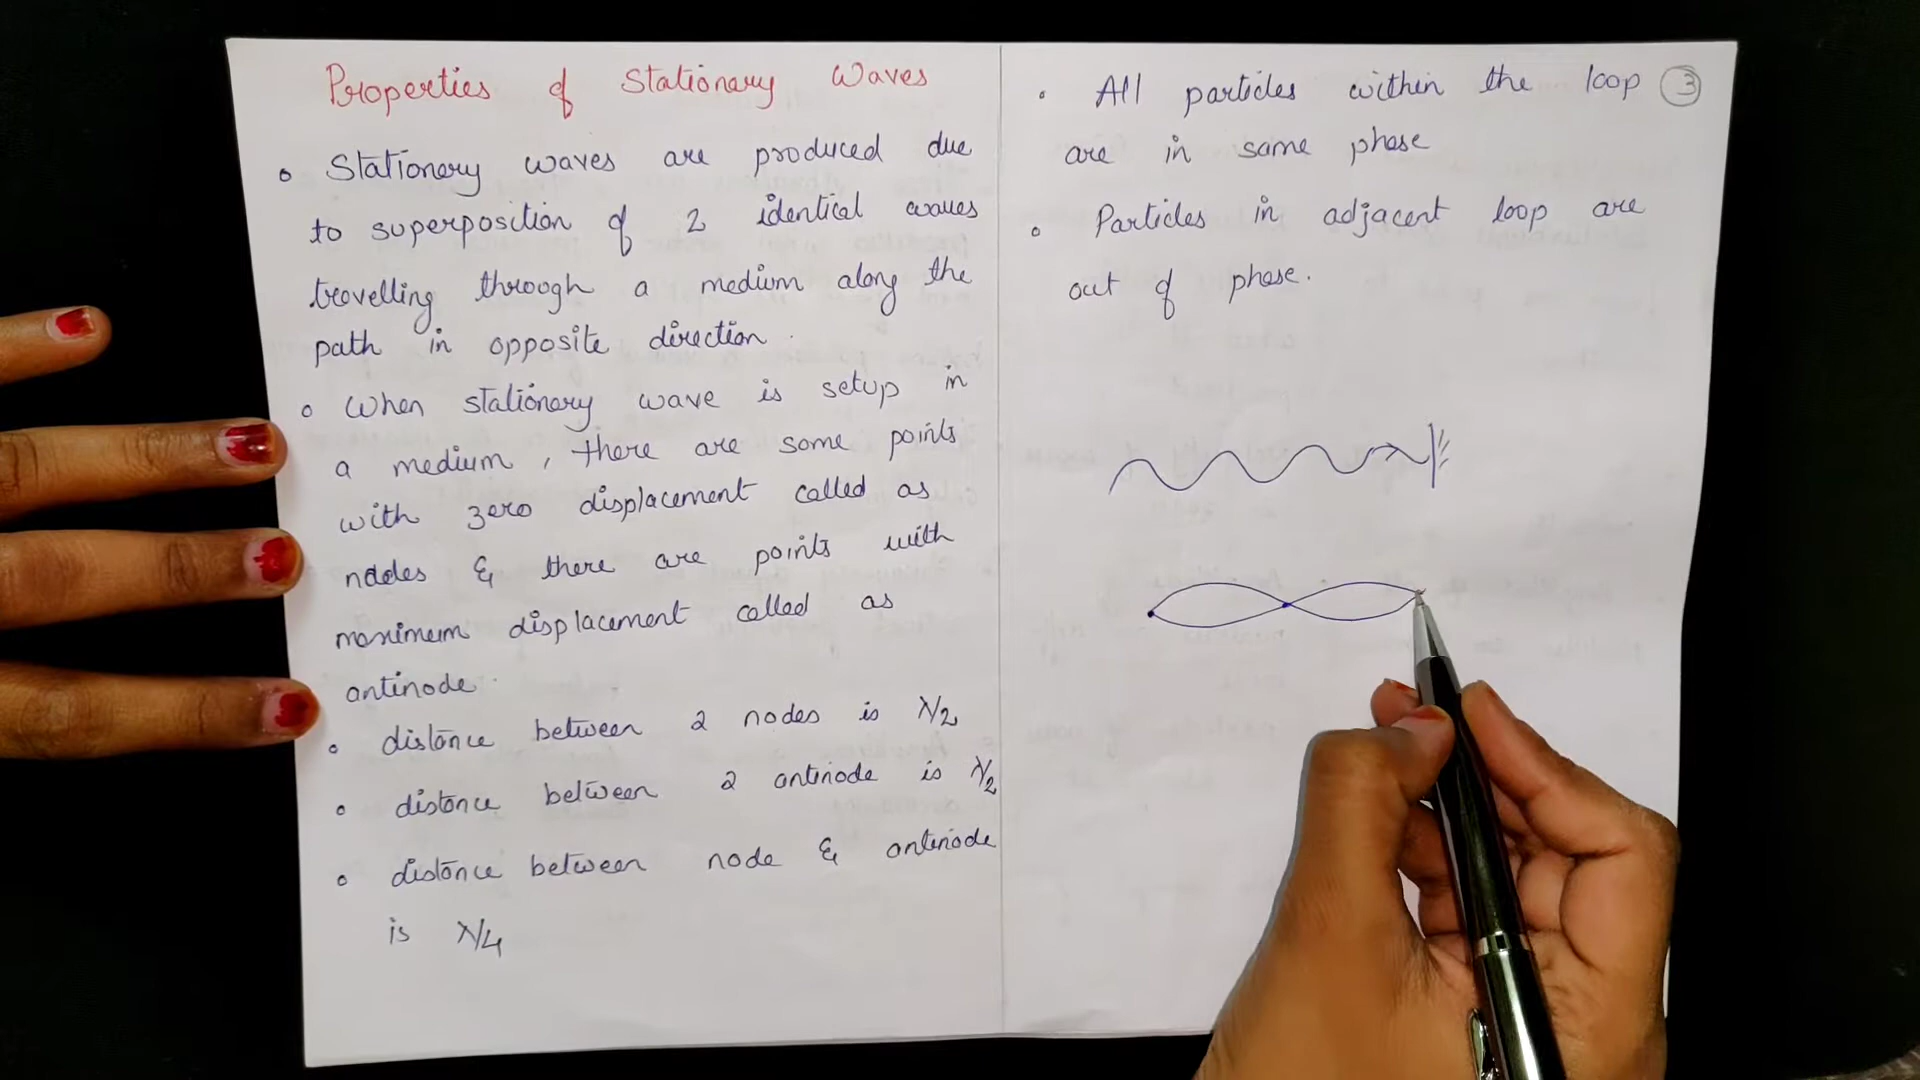 Properties of Stationary Waves
Stationary waves are produced due
to superposition of 2 identical waves
travelling through a medium along the
path in opposite direction.
When stationary wave is setup in
a medium, there are some points
with zero displacement called as
nodes & there are points with
maximum displacement called as
antinode.
distance between 2 nodes is λ/2
distance between 2 antinode is λ/2
distance between node & antinode
is λ/4
All particles within the loop 3
are in same phase
Particles in adjacent loop are
out of phase.